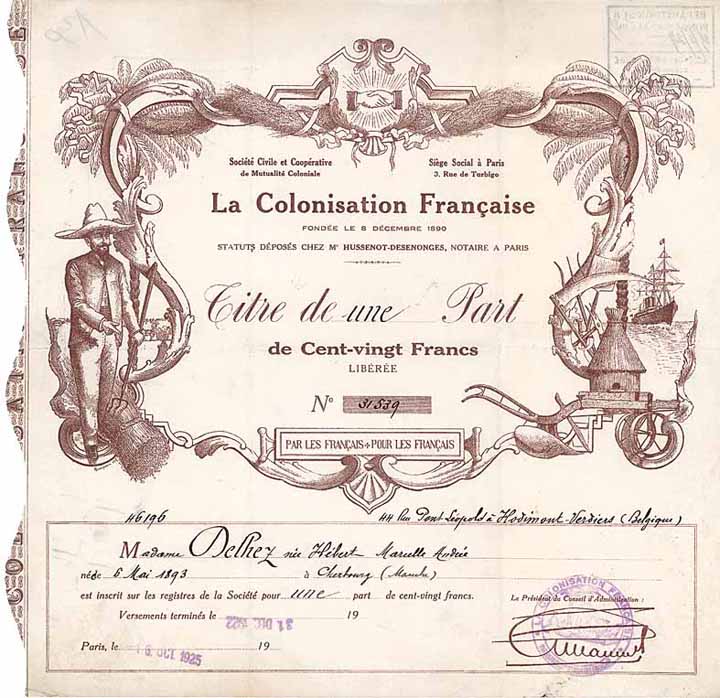 Société Civile et Coopérative
de Mutualité Coloniale
Siège Social à Paris
3, Rue de Turbigo
La Colonisation Française
FONDÉE LE 8 DÉCEMBRE 1890
STATUTS DÉPOSÉS CHEZ Me HUSSENOT-DESENONGES, NOTAIRE A PARIS
Titre de une Part
de Cent-vingt Francs
LIBÉRÉE
No 31539
PAR LES FRANÇAIS + POUR LES FRANÇAIS
46196
44 Rue Pont Léopold à Hodimont-Verviers (Belgique)
Madame Delhez née Hébert Marcelle Andrée
née le 6 Mai 1893 à Cherbourg (Manche)
est inscrit sur les registres de la Société pour une part de cent-vingt francs.
Versements terminés le 31 DEC 1922 19
Paris, le 16 OCT 1925 19
Le Président du Conseil d'Administration :
COLONISATION